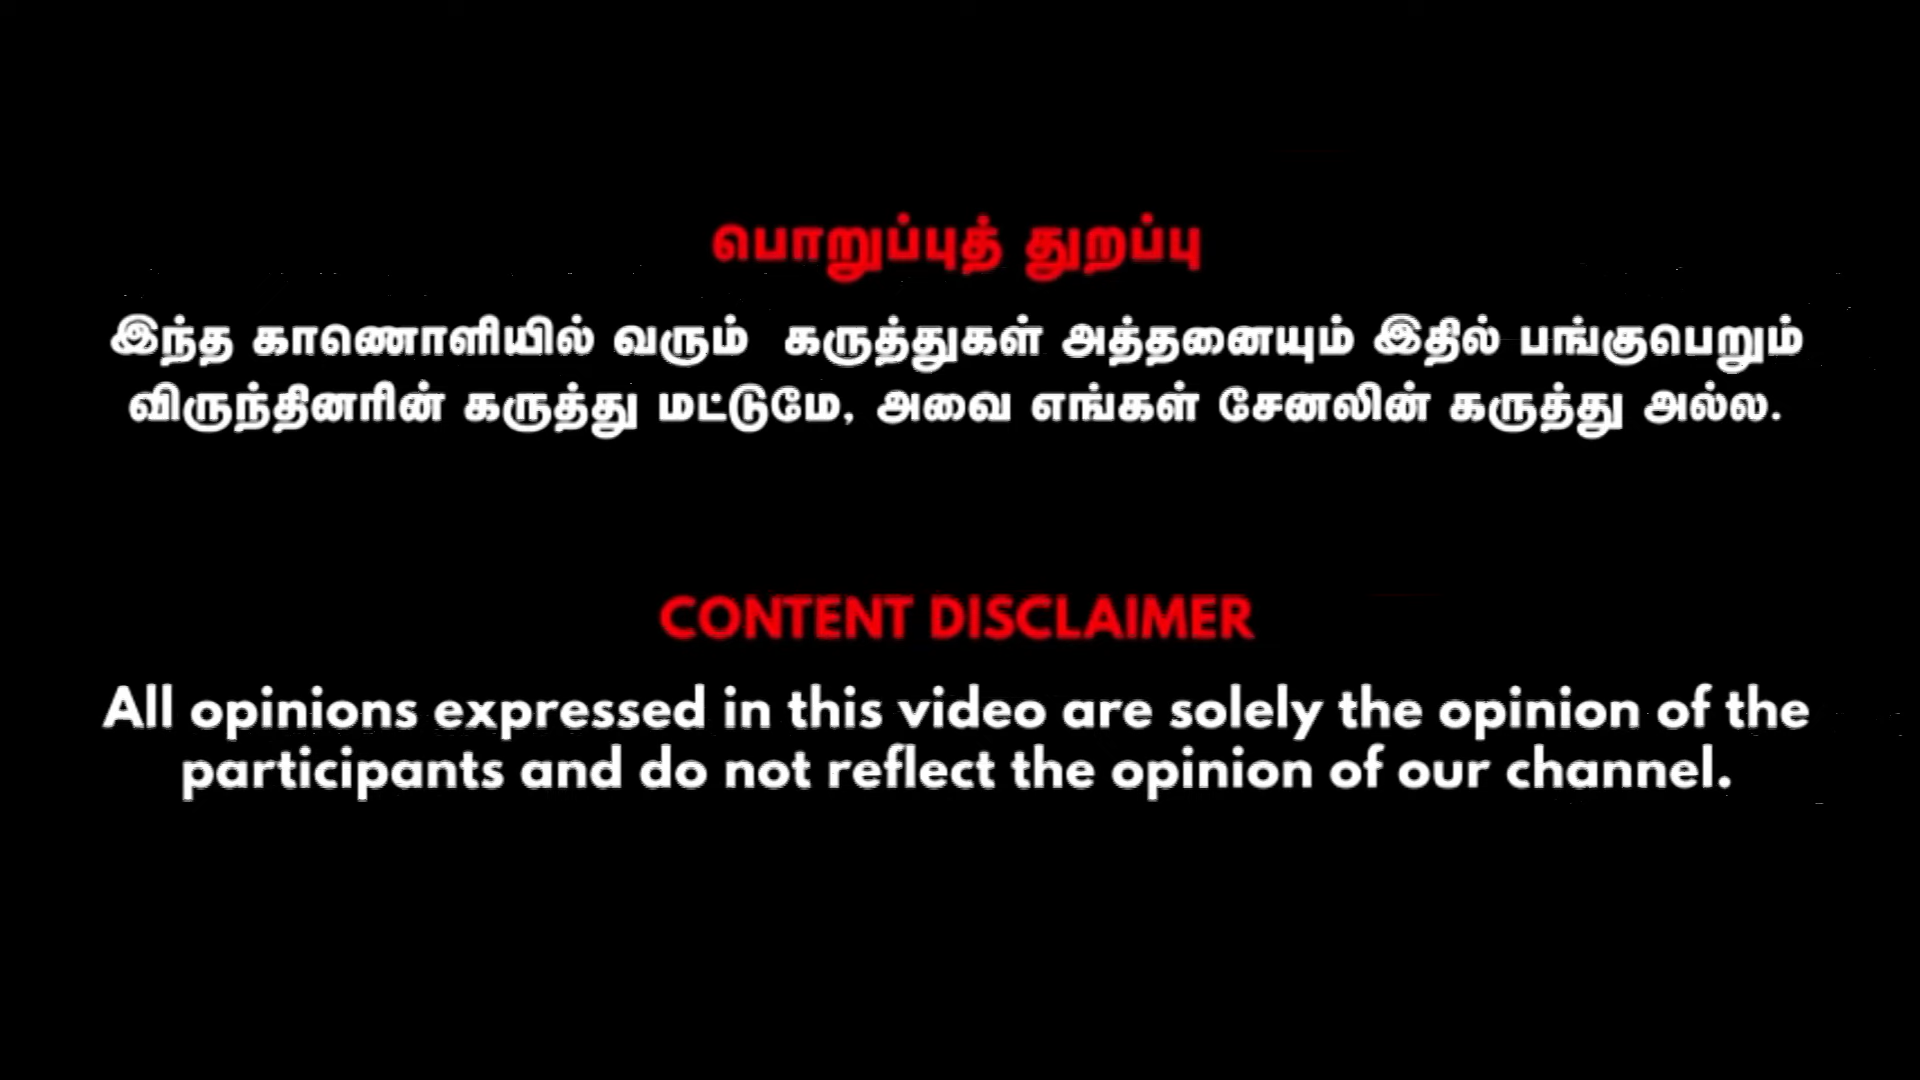 பொறுப்புத் துறப்பு
இந்த காணொளியில் வரும் கருத்துகள் அத்தனையும் இதில் பங்குபெறும்
விருந்தினரின் கருத்து மட்டுமே, அவை எங்கள் சேனலின் கருத்து அல்ல.
CONTENT DISCLAIMER
All opinions expressed in this video are solely the opinion of the
participants and do not reflect the opinion of our channel.